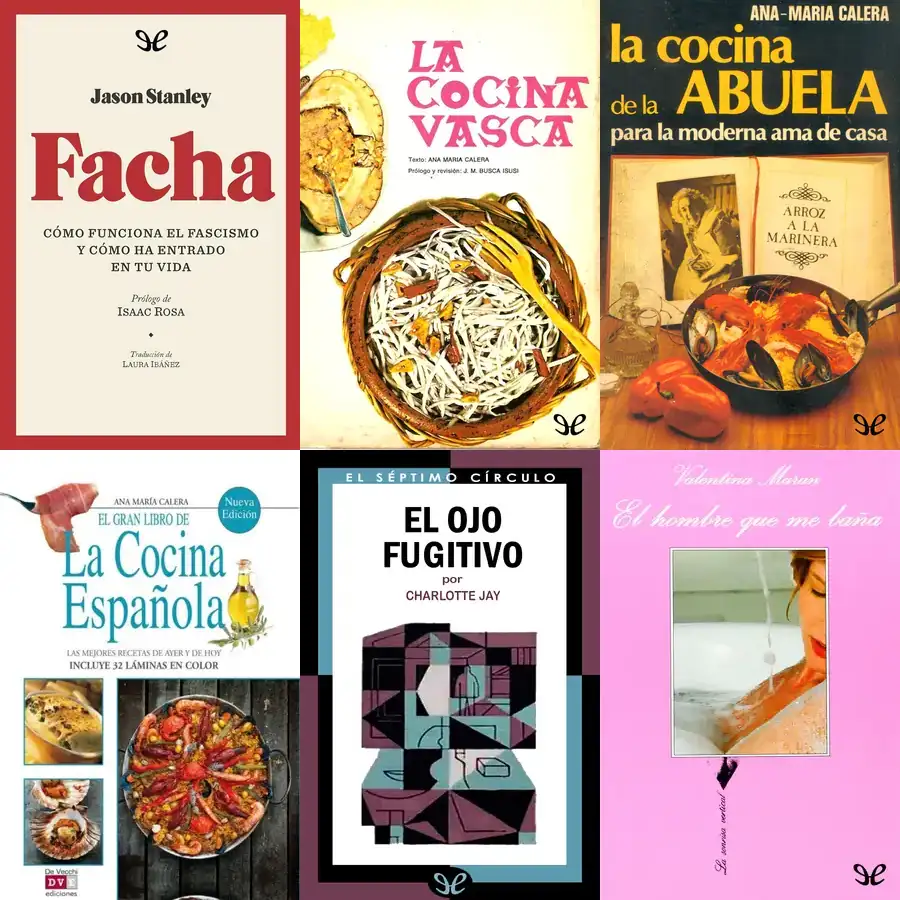 Jason Stanley
Facha
CÓMO FUNCIONA EL FASCISMO
Y CÓMO HA ENTRADO
EN TU VIDA
Prólogo de
ISAAC ROSA
Traducción de
LAURA IBÁÑEZ
LA
COCINA
VASCA
Texto: ANA MARIA CALERA
Prólogo y revisión: J. M. BUSCA ISUSI
ANA-MARIA CALERA
la cocina
de la ABUELA
para la moderna ama de casa
ARROZ
A LA
MARINERA
ANA MARÍA CALERA
Nueva
Edición
EL GRAN LIBRO DE
La Cocina
Española
LAS MEJORES RECETAS DE AYER Y DE HOY
INCLUYE 32 LÁMINAS EN COLOR
De Vecchi
DVE
ediciones
EL SÉPTIMO CÍRCULO
EL OJO
FUGITIVO
por
CHARLOTTE JAY
Valentina Maran
El hombre que me baña
La sonrisa vertical